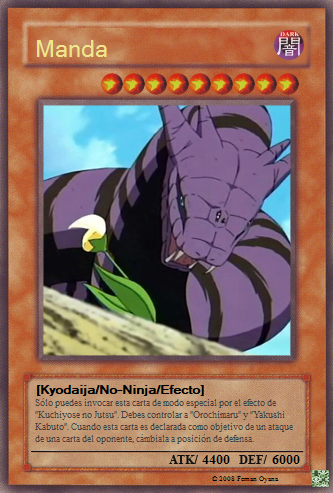 Manda
DARK
闇
[Kyodaija/No-Ninja/Efecto]
Sólo puedes invocar esta carta de modo especial por el efecto de
"Kuchiyose no Jutsu". Debes controlar a "Orochimaru" y "Yakushi
Kabuto". Cuando esta carta es declarada como objetivo de un ataque
de una carta del oponente, cámbiala a posición de defensa.
ATK/ 4400 DEF/ 6000
©2008 Ferran Oyana